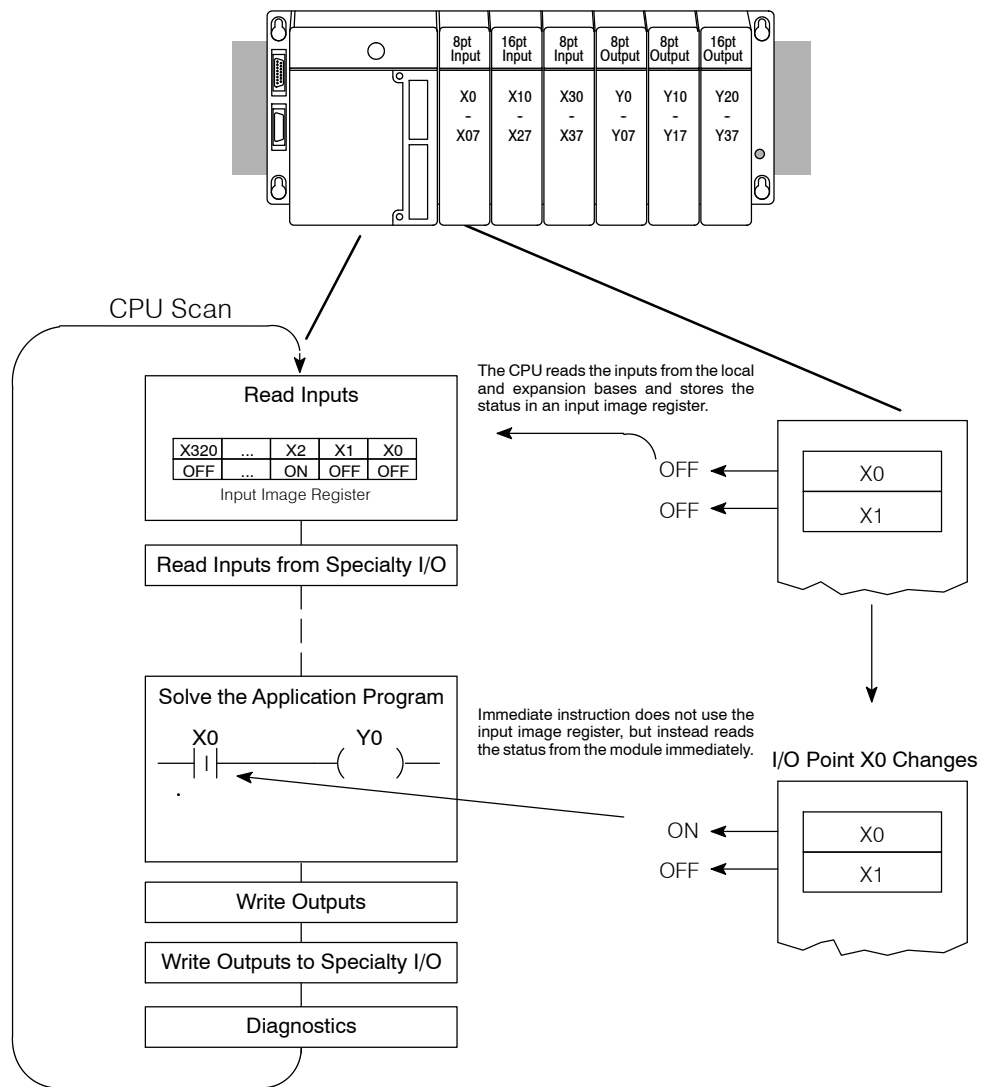 8pt Input
16pt Input
8pt Input
8pt Output
8pt Output
16pt Output
X0 - X07
X10 - X27
X30 - X37
Y0 - Y07
Y10 - Y17
Y20 - Y37
CPU Scan
Read Inputs
X320 ... X2 X1 X0
OFF ... ON OFF OFF
Input Image Register
The CPU reads the inputs from the local
and expansion bases and stores the
status in an input image register.
OFF
OFF
X0
X1
Read Inputs from Specialty I/O
Solve the Application Program
X0
Y0
Immediate instruction does not use the
input image register, but instead reads
the status from the module immediately.
I/O Point X0 Changes
ON
OFF
X0
X1
Write Outputs
Write Outputs to Specialty I/O
Diagnostics